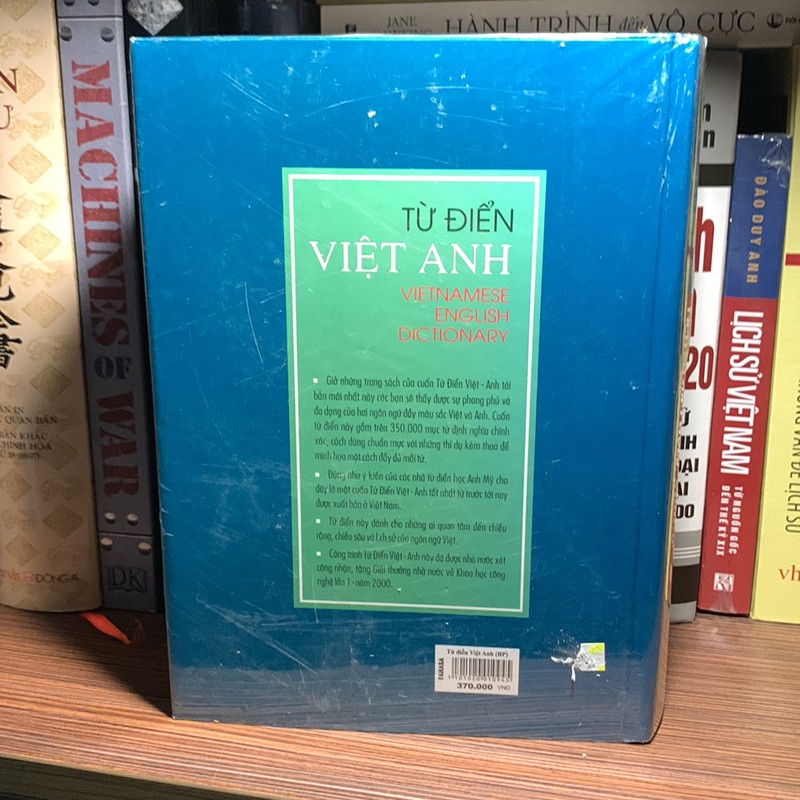 JANE
HÀNH TRÌNH đến VÔ CỰC
MACHINES OF WAR
DK
TỪ ĐIỂN
VIỆT ANH
VIETNAMESE
ENGLISH
DICTIONARY
Giở những trang sách của cuốn Từ Điển Việt - Anh tái
bản mới nhất này các bạn sẽ thấy được sự phong phú và
đa dạng của hai ngôn ngữ đầy màu sắc Việt và Anh. Cuốn
từ điển này gồm trên 350.000 mục từ định nghĩa chính
xác, cách dùng chuẩn mực với những thí dụ kèm theo để
minh họa một cách đầy đủ mỗi từ.
Đúng như ý kiến của các nhà từ điển học Anh Mỹ cho
đây là một cuốn Từ Điển Việt - Anh tốt nhất từ trước tới nay
được xuất bản ở Việt Nam.
Từ điển này dành cho những ai quan tâm đến chiều
rộng, chiều sâu và lịch sử của ngôn ngữ Việt.
Công trình Từ Điển Việt - Anh này đã được nhà nước xét
công nhận, tặng Giải thưởng nhà nước về Khoa học công
nghệ lần 1 - năm 2000.
Từ điển Việt Anh (BP)
FAHASA
1101020010943
370.000 VND
ĐÀO DUY ANH
LỊCH SỬ VIỆT NAM
TỪ NGUỒN GỐC
ĐẾN THẾ KỶ XIX
ĐÔNG A
20